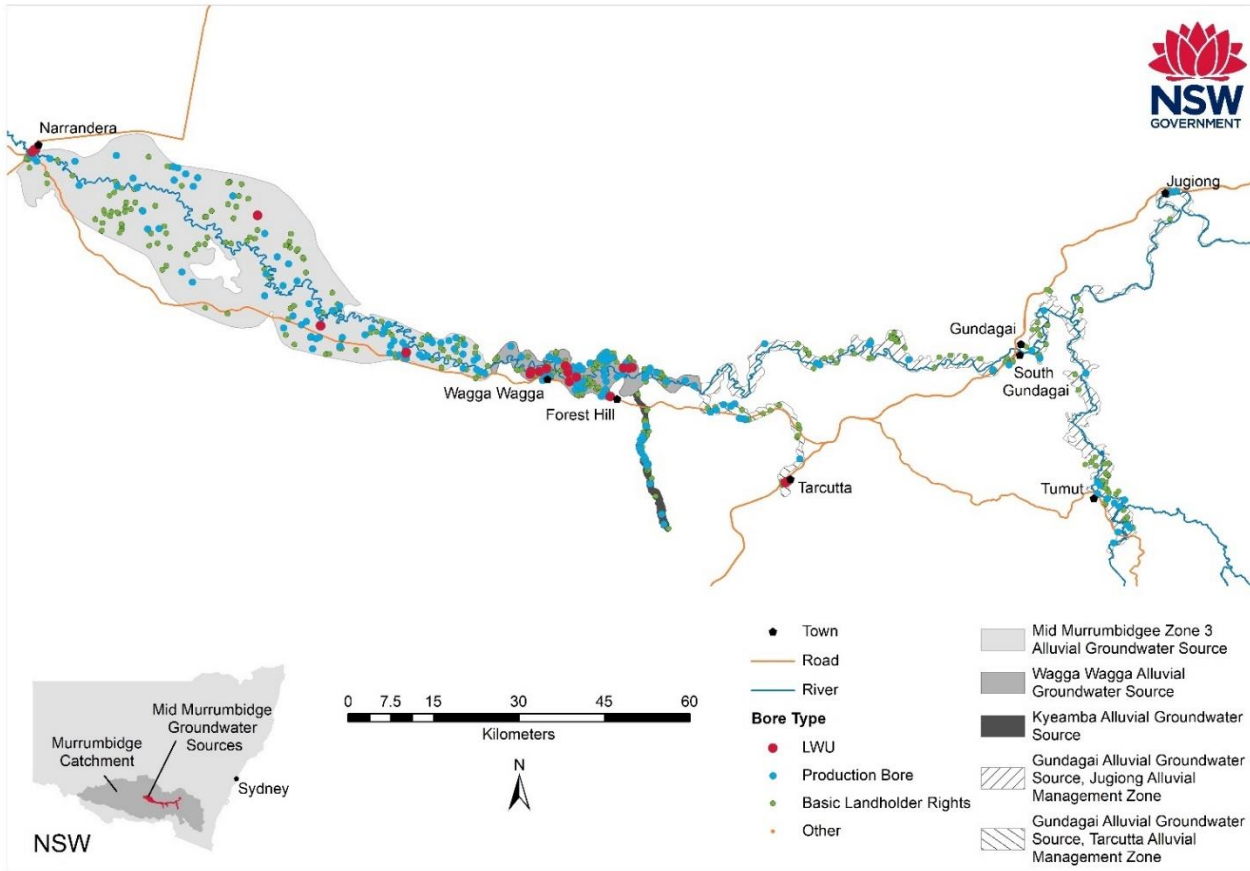 NSW
GOVERNMENT
Narrandera
Jugiong
Gundagai
South
Gundagai
Wagga Wagga
Forest Hill
Tarcutta
Tumut
Town
Road
River
Bore Type
LWU
Production Bore
Basic Landholder Rights
Other
Mid Murrumbidgee Zone 3
Alluvial Groundwater Source
Wagga Wagga Alluvial
Groundwater Source
Kyeamba Alluvial Groundwater
Source
Gundagai Alluvial Groundwater
Source, Jugiong Alluvial
Management Zone
Gundagai Alluvial Groundwater
Source, Tarcutta Alluvial
Management Zone
0 7.5 15 30 45 60
Kilometers
N
Mid Murrumbidge
Groundwater
Sources
Murrumbidge
Catchment
Sydney
NSW